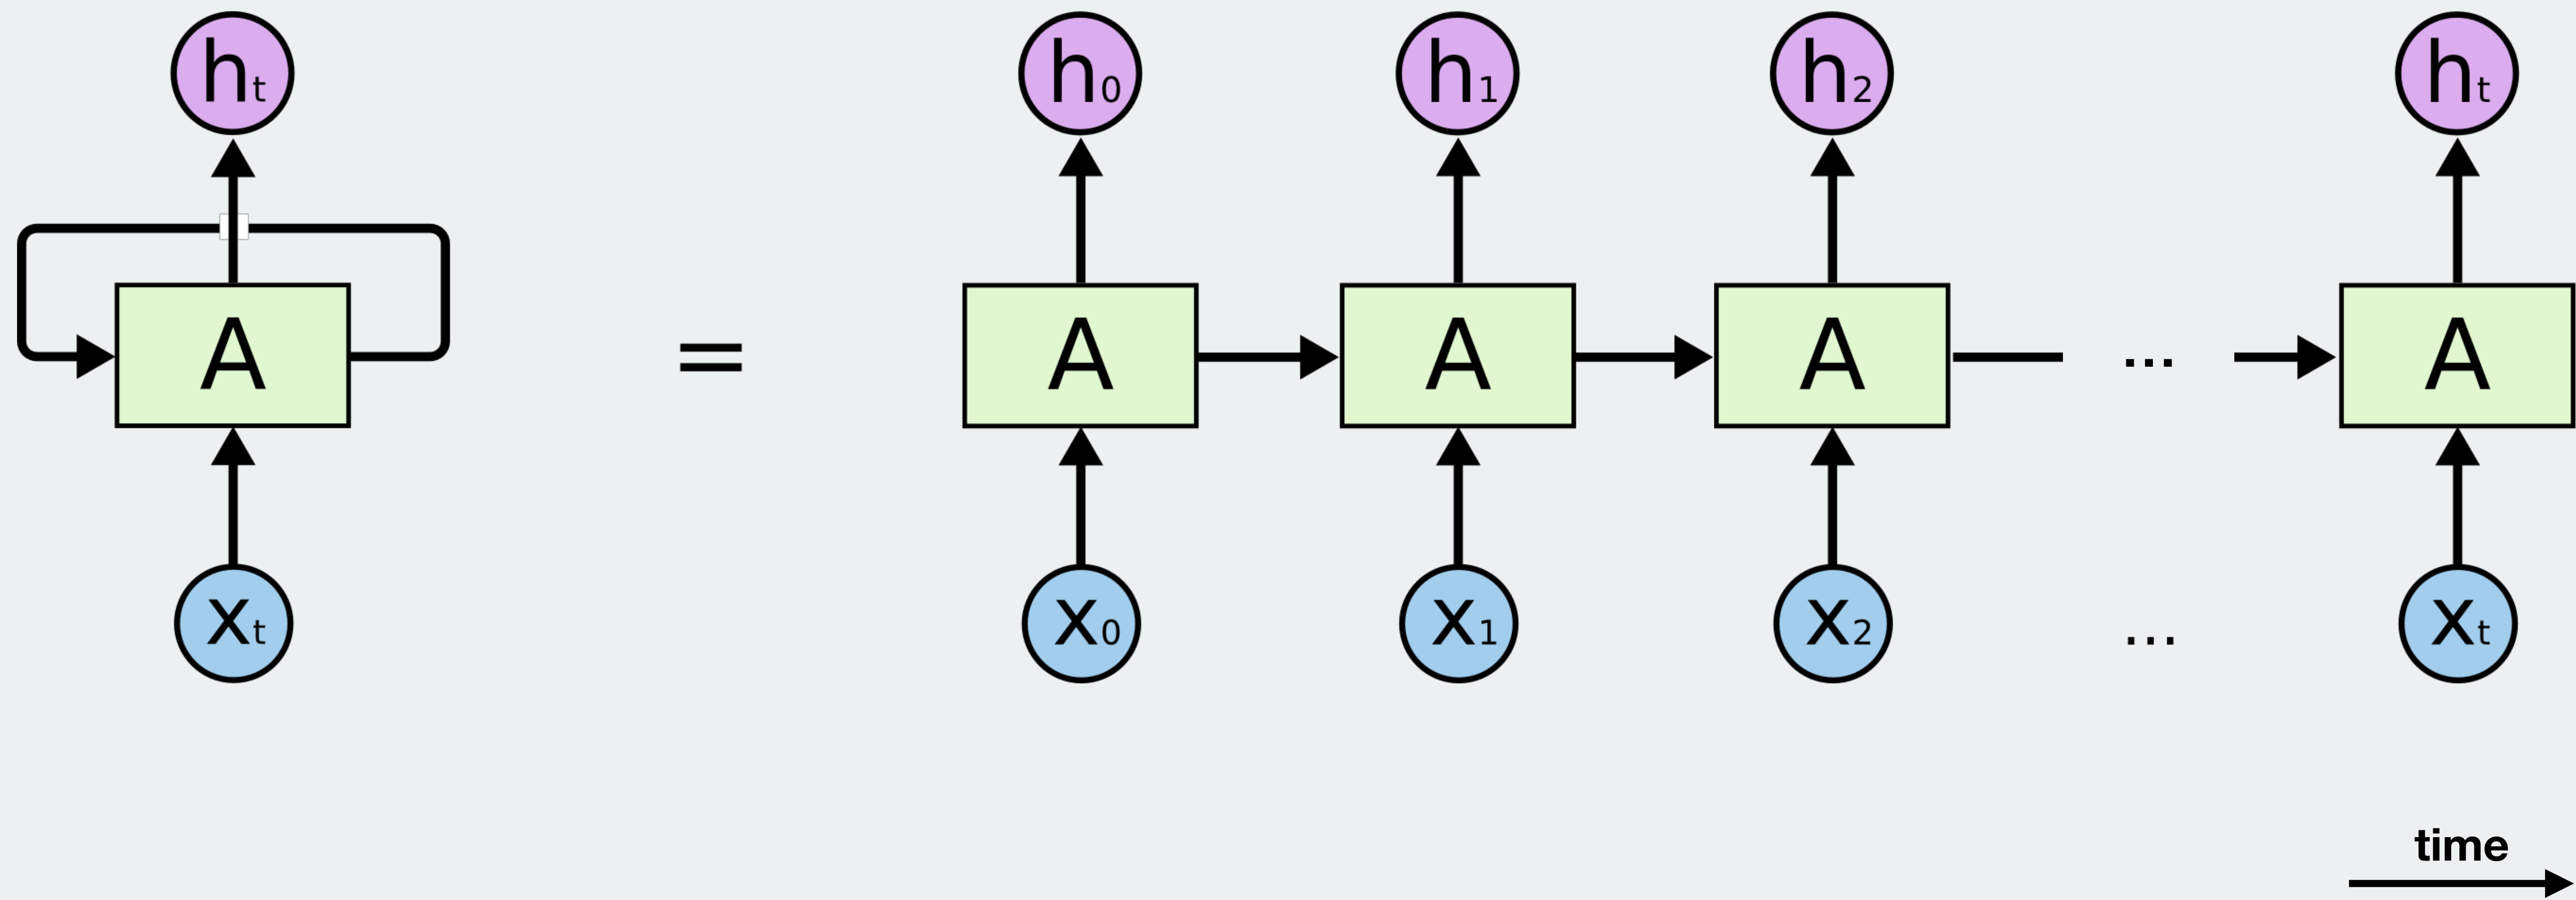 ht h0 h1 h2 ht
A = A A A ... A
xt x0 x1 x2 ... xt
time